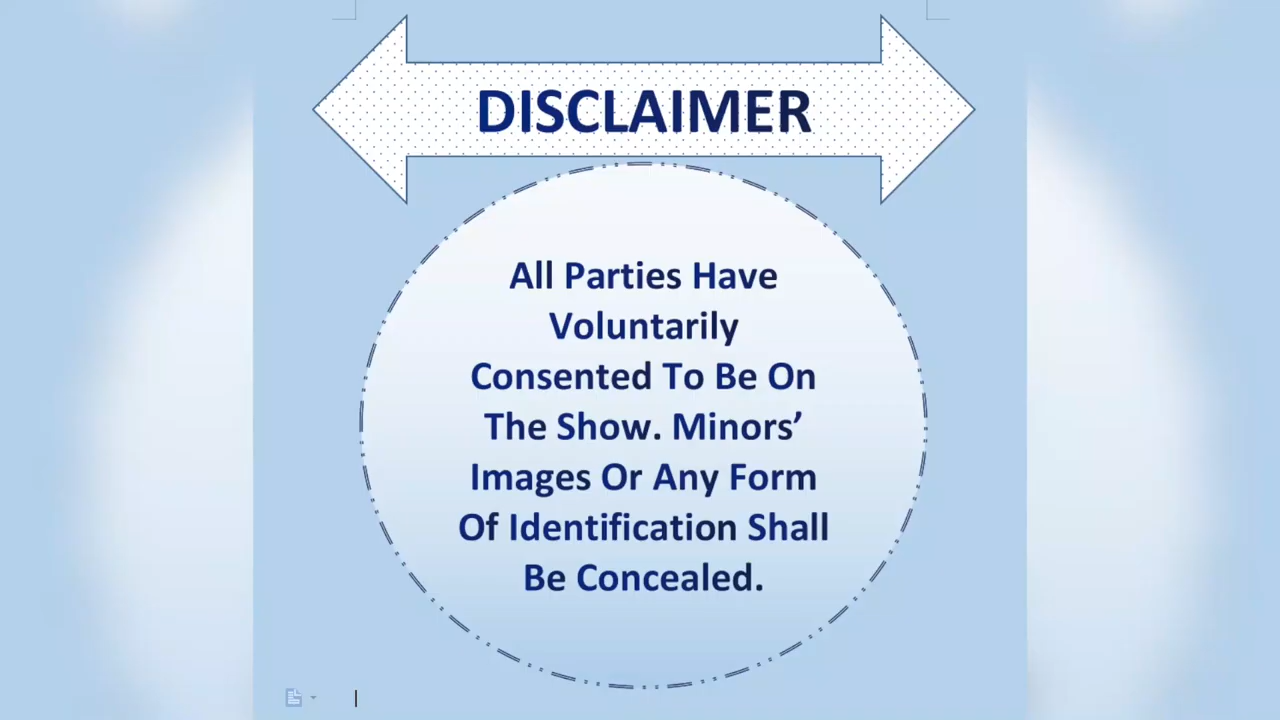 DISCLAIMER
All Parties Have
Voluntarily
Consented To Be On
The Show. Minors’
Images Or Any Form
Of Identification Shall
Be Concealed.